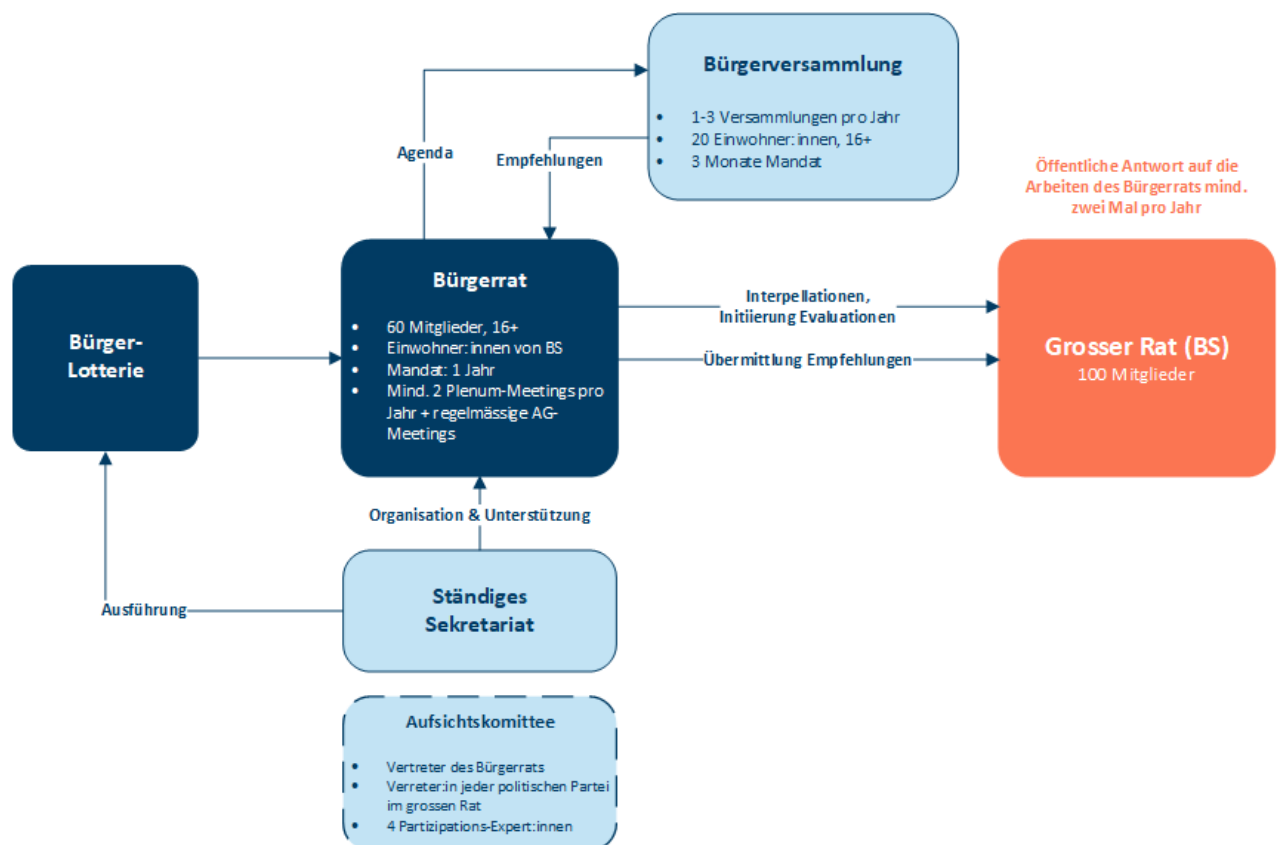 Bürgerversammlung
• 1-3 Versammlungen pro Jahr
• 20 Einwohner:innen, 16+
• 3 Monate Mandat
Agenda
Empfehlungen
Öffentliche Antwort auf die
Arbeiten des Bürgerrats mind.
zwei Mal pro Jahr
Bürger-
Lotterie
Bürgerrat
• 60 Mitglieder, 16+
• Einwohner:innen von BS
• Mandat: 1 Jahr
• Mind. 2 Plenum-Meetings pro
Jahr + regelmässige AG-
Meetings
Interpellationen,
Initiierung Evaluationen
Übermittlung Empfehlungen
Grosser Rat (BS)
100 Mitglieder
Organisation & Unterstützung
Ständiges
Sekretariat
Ausführung
Aufsichtskomittee
• Vertreter des Bürgerrats
• Verreter:in jeder politischen Partei
im grossen Rat
• 4 Partizipations-Expert:innen